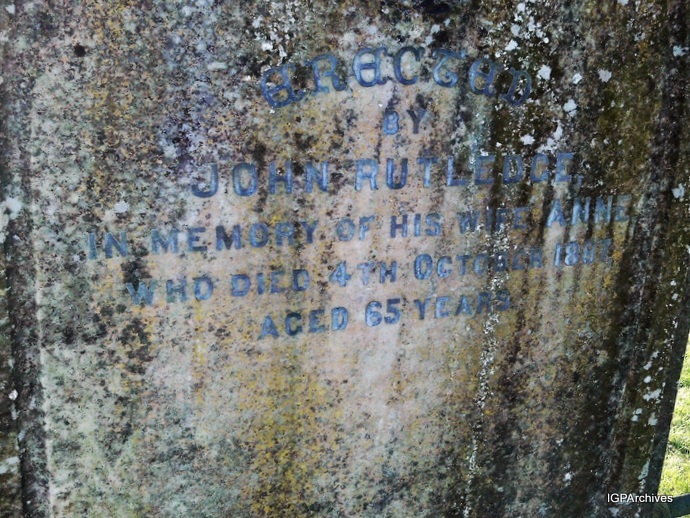 ERECTED
BY
JOHN RUTLEDGE,
IN MEMORY OF HIS WIFE ANNE
WHO DIED 4TH OCTOBER
AGED 65 YEARS
IGPArchives